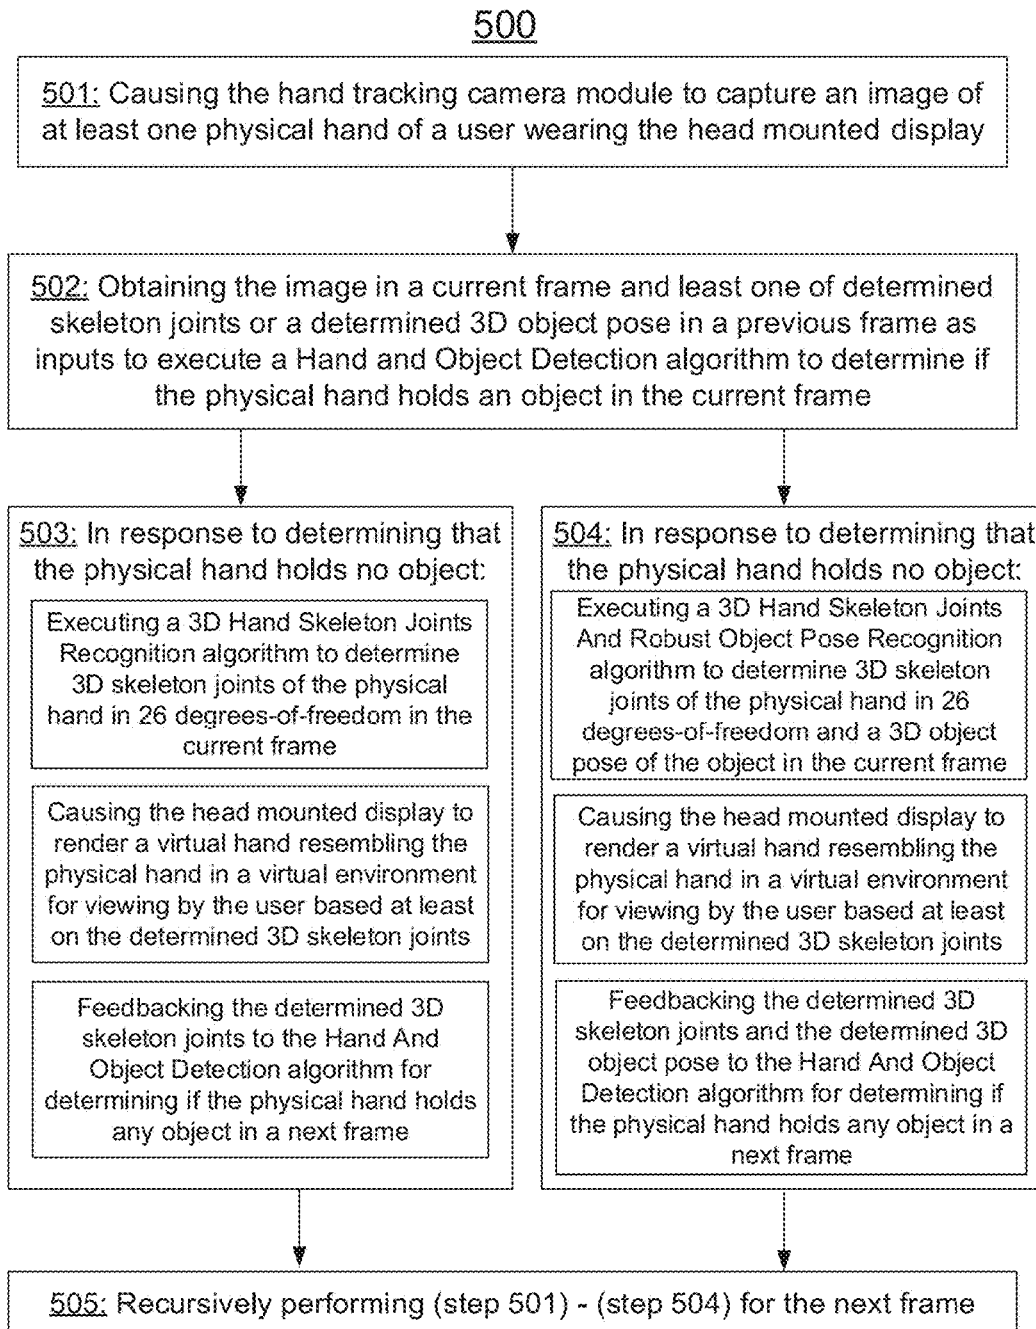 500
501: Causing the hand tracking camera module to capture an image of
at least one physical hand of a user wearing the head mounted display
502: Obtaining the image in a current frame and least one of determined
skeleton joints or a determined 3D object pose in a previous frame as
inputs to execute a Hand and Object Detection algorithm to determine if
the physical hand holds an object in the current frame
503: In response to determining that
the physical hand holds no object:
Executing a 3D Hand Skeleton Joints
Recognition algorithm to determine
3D skeleton joints of the physical
hand in 26 degrees-of-freedom in the
current frame
Causing the head mounted display to
render a virtual hand resembling the
physical hand in a virtual environment
for viewing by the user based at least
on the determined 3D skeleton joints
Feedbacking the determined 3D
skeleton joints to the Hand And
Object Detection algorithm for
determining if the physical hand holds
any object in a next frame
504: In response to determining that
the physical hand holds no object:
Executing a 3D Hand Skeleton Joints
And Robust Object Pose Recognition
algorithm to determine 3D skeleton
joints of the physical hand in 26
degrees-of-freedom and a 3D object
pose of the object in the current frame
Causing the head mounted display to
render a virtual hand resembling the
physical hand in a virtual environment
for viewing by the user based at least
on the determined 3D skeleton joints
Feedbacking the determined 3D
skeleton joints and the determined 3D
object pose to the Hand And Object
Detection algorithm for determining if
the physical hand holds any object in a
next frame
505: Recursively performing (step 501) - (step 504) for the next frame